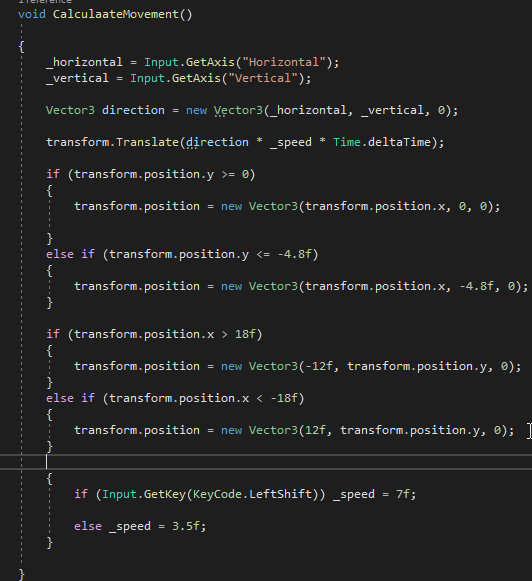 1 reference
void CalculaateMovement()
{
_horizontal = Input.GetAxis("Horizontal");
_vertical = Input.GetAxis("Vertical");
Vector3 direction = new Vector3(_horizontal, _vertical, 0);
transform.Translate(direction * _speed * Time.deltaTime);
if (transform.position.y >= 0)
{
transform.position = new Vector3(transform.position.x, 0, 0);
}
else if (transform.position.y <= -4.8f)
{
transform.position = new Vector3(transform.position.x, -4.8f, 0);
}
if (transform.position.x > 18f)
{
transform.position = new Vector3(-12f, transform.position.y, 0);
}
else if (transform.position.x < -18f)
{
transform.position = new Vector3(12f, transform.position.y, 0);
}
{
if (Input.GetKey(KeyCode.LeftShift)) _speed = 7f;
else _speed = 3.5f;
}
}